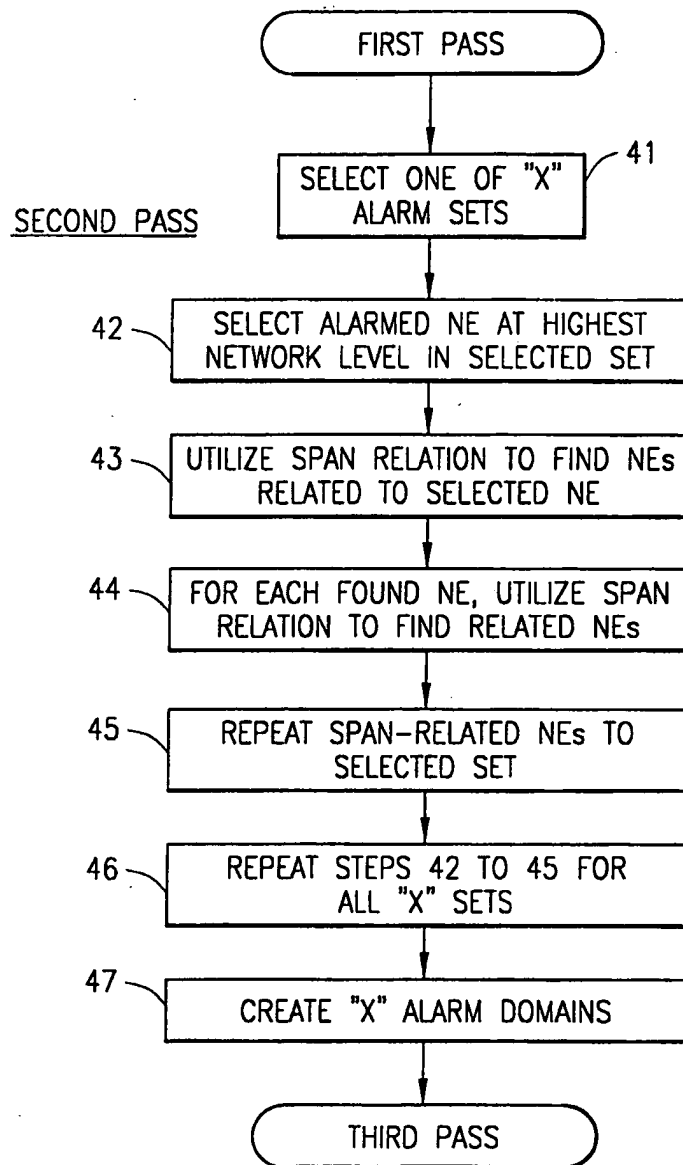 FIRST PASS
41
SELECT ONE OF "X"
ALARM SETS
SECOND PASS
42
SELECT ALARMED NE AT HIGHEST
NETWORK LEVEL IN SELECTED SET
43
UTILIZE SPAN RELATION TO FIND NEs
RELATED TO SELECTED NE
44
FOR EACH FOUND NE, UTILIZE SPAN
RELATION TO FIND RELATED NEs
45
REPEAT SPAN-RELATED NEs TO
SELECTED SET
46
REPEAT STEPS 42 TO 45 FOR
ALL "X" SETS
47
CREATE "X" ALARM DOMAINS
THIRD PASS